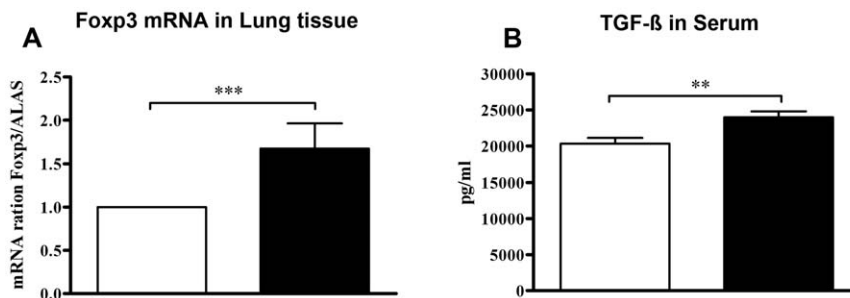 Foxp3 mRNA in Lung tissue
A
mRNA ration Foxp3/ALAS
2.5
2.0
1.5
1.0
0.5
0.0
***
TGF-ß in Serum
B
pg/ml
30000
25000
20000
15000
10000
5000
0
**